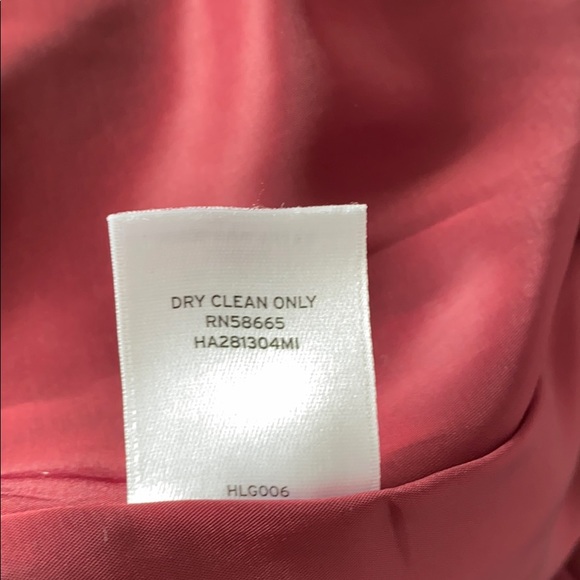 DRY CLEAN ONLY
RN58665
HA281304MI
HLG006